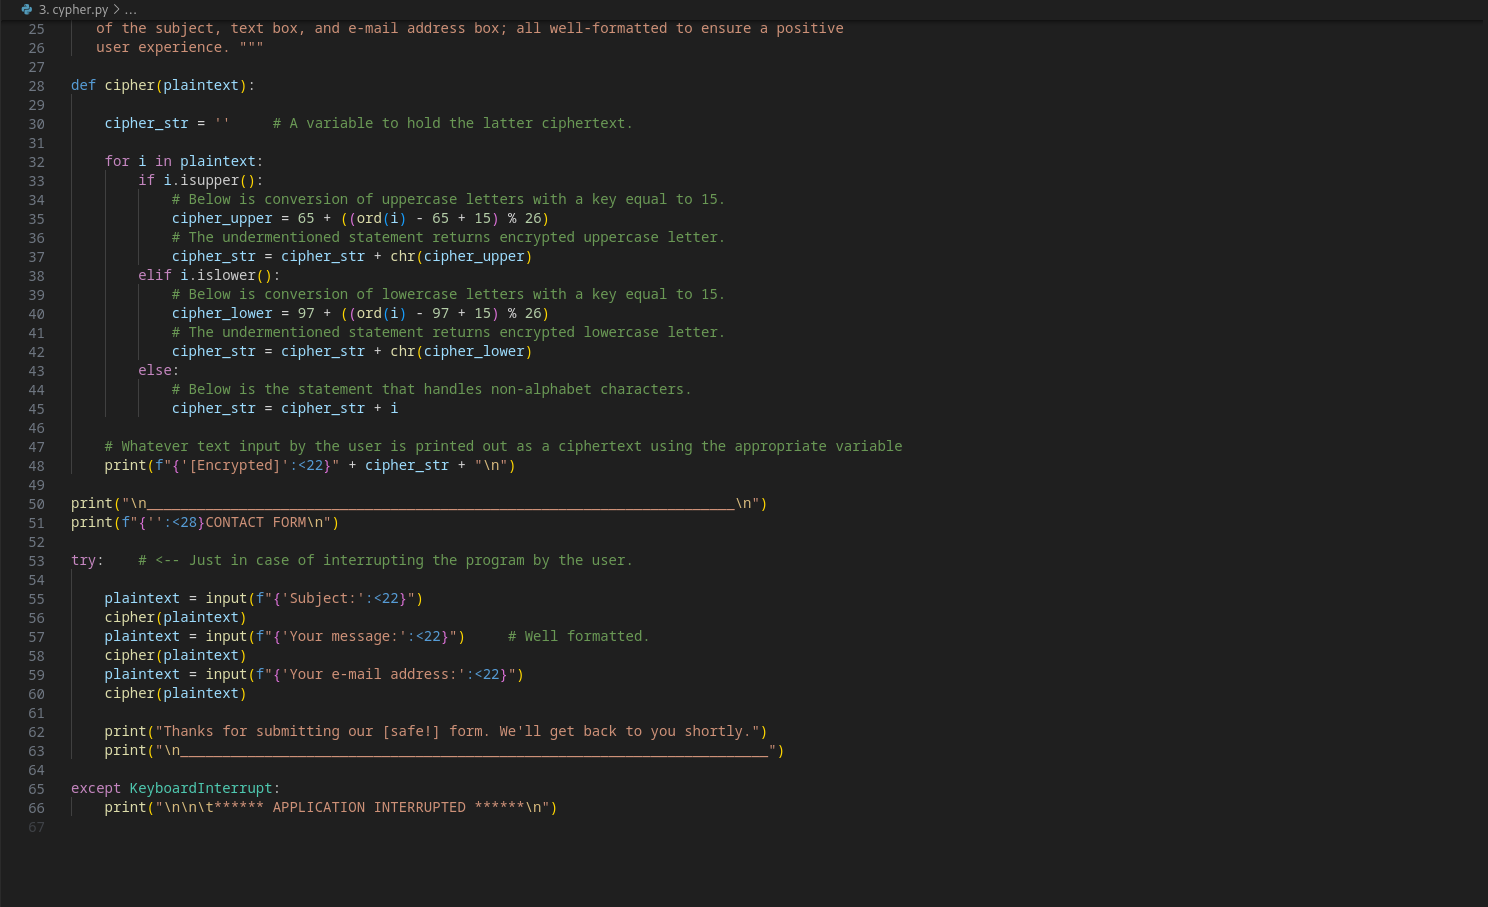 3. cypher.py > ...
25 of the subject, text box, and e-mail address box; all well-formatted to ensure a positive
26 user experience. """
27
28 def cipher(plaintext):
29
30 cipher_str = '' # A variable to hold the latter ciphertext.
31
32 for i in plaintext:
33 if i.isupper():
34 # Below is conversion of uppercase letters with a key equal to 15.
35 cipher_upper = 65 + ((ord(i) - 65 + 15) % 26)
36 # The undermentioned statement returns encrypted uppercase letter.
37 cipher_str = cipher_str + chr(cipher_upper)
38 elif i.islower():
39 # Below is conversion of lowercase letters with a key equal to 15.
40 cipher_lower = 97 + ((ord(i) - 97 + 15) % 26)
41 # The undermentioned statement returns encrypted lowercase letter.
42 cipher_str = cipher_str + chr(cipher_lower)
43 else:
44 # Below is the statement that handles non-alphabet characters.
45 cipher_str = cipher_str + i
46
47 # Whatever text input by the user is printed out as a ciphertext using the appropriate variable
48 print(f"{'[Encrypted]':<22}" + cipher_str + "\n")
49
50 print("\n______________________________________________________________________\n")
51 print(f"{'':<28}CONTACT FORM\n")
52
53 try: # <-- Just in case of interrupting the program by the user.
54
55 plaintext = input(f"{'Subject:':<22}")
56 cipher(plaintext)
57 plaintext = input(f"{'Your message:':<22}") # Well formatted.
58 cipher(plaintext)
59 plaintext = input(f"{'Your e-mail address:':<22}")
60 cipher(plaintext)
61
62 print("Thanks for submitting our [safe!] form. We'll get back to you shortly.")
63 print("\n______________________________________________________________________")
64
65 except KeyboardInterrupt:
66 print("\n\n\t****** APPLICATION INTERRUPTED ******\n")
67